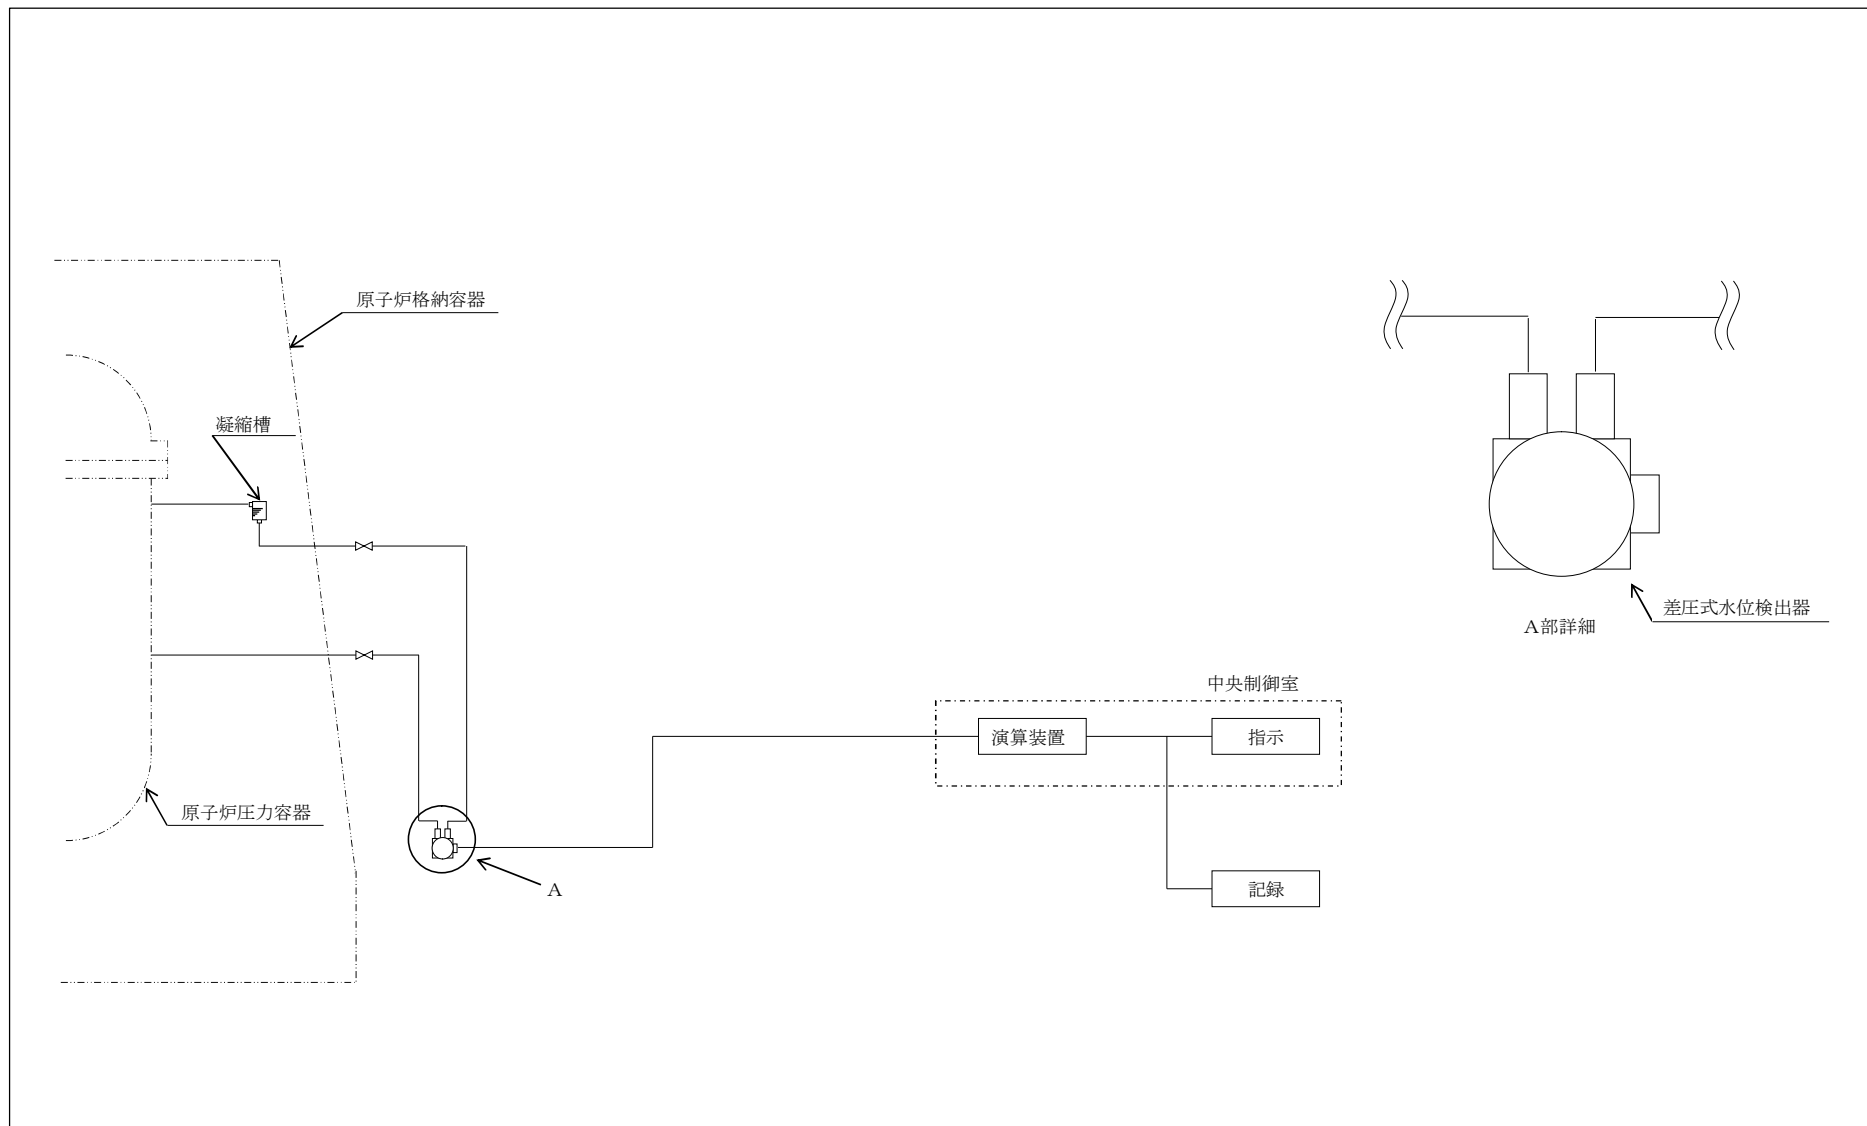 原子炉格納容器
凝縮槽
差圧式水位検出器
A部詳細
中央制御室
演算装置
指示
原子炉圧力容器
A
記録